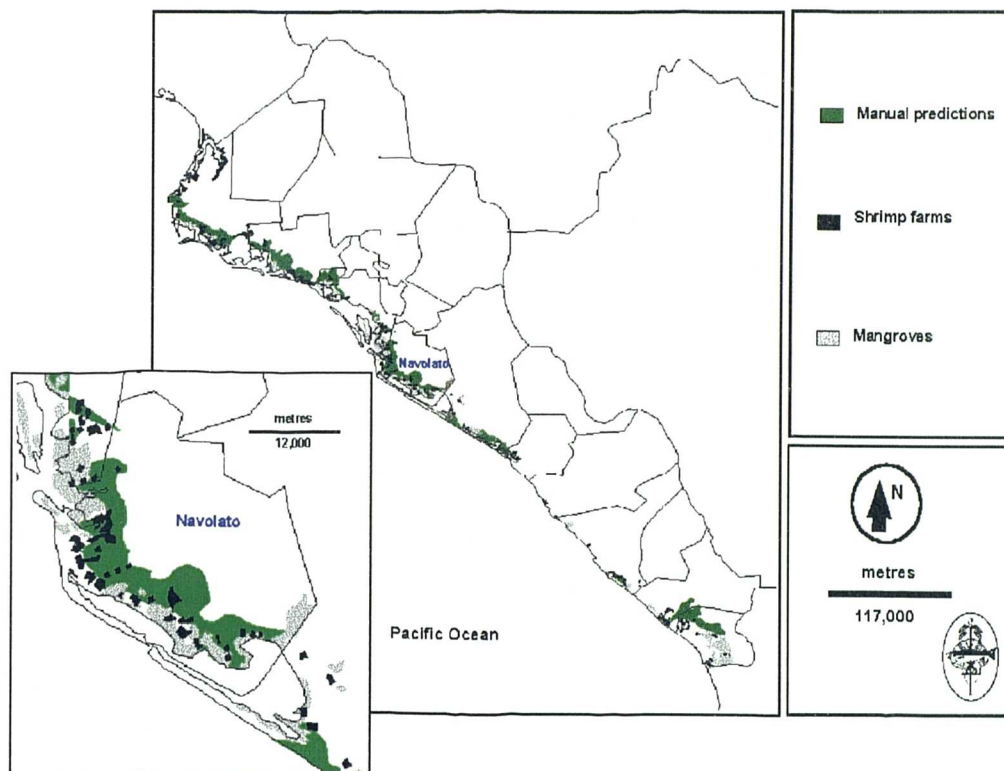 Manual predictions
Shrimp farms
Mangroves
Navolato
metres
12,000
Navolato
Pacific Ocean
N
metres
117,000